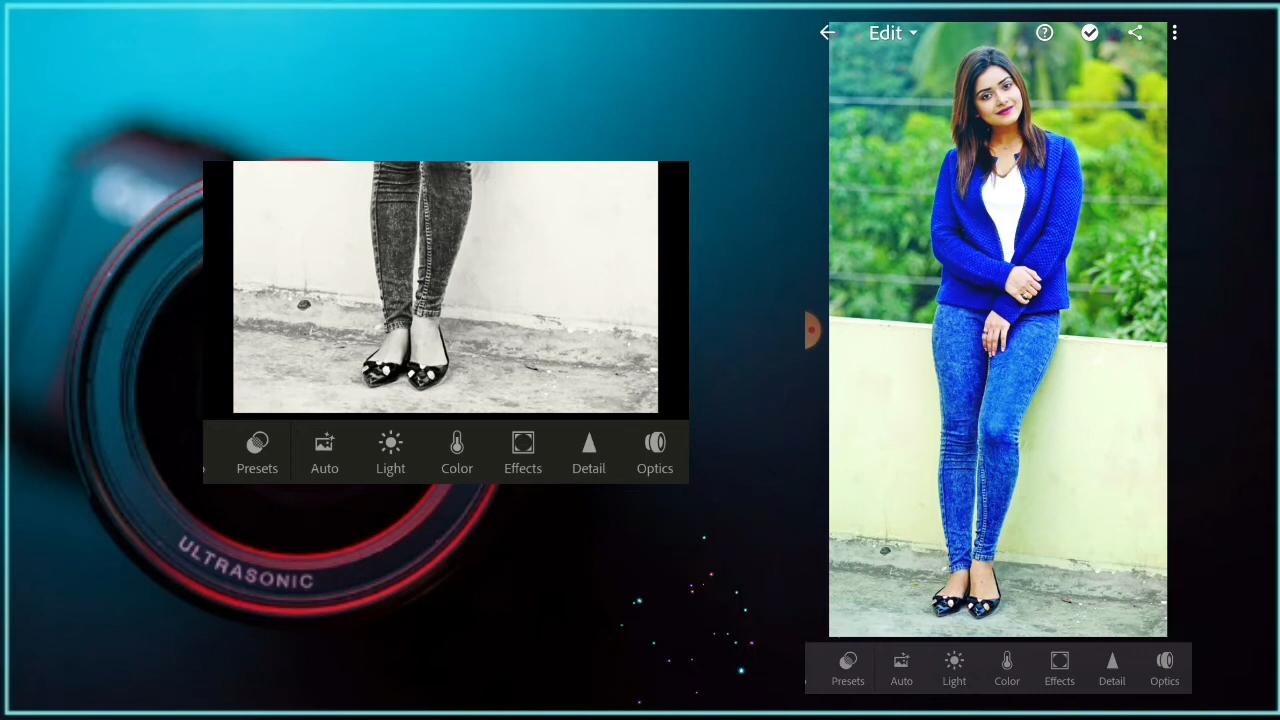 Edit
Presets Auto Light Color Effects Detail Optics
ULTRASONIC
Presets Auto Light Color Effects Detail Optics